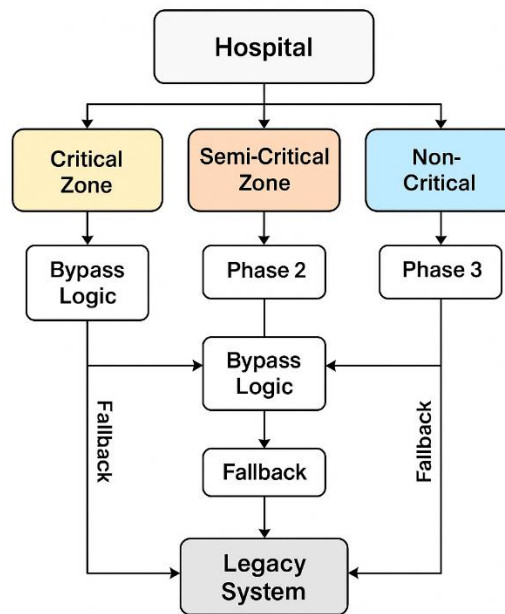 Hospital
Critical
Zone
Semi-Critical
Zone
Non-
Critical
Bypass
Logic
Phase 2
Phase 3
Bypass
Logic
Fallback
Fallback
Fallback
Legacy
System